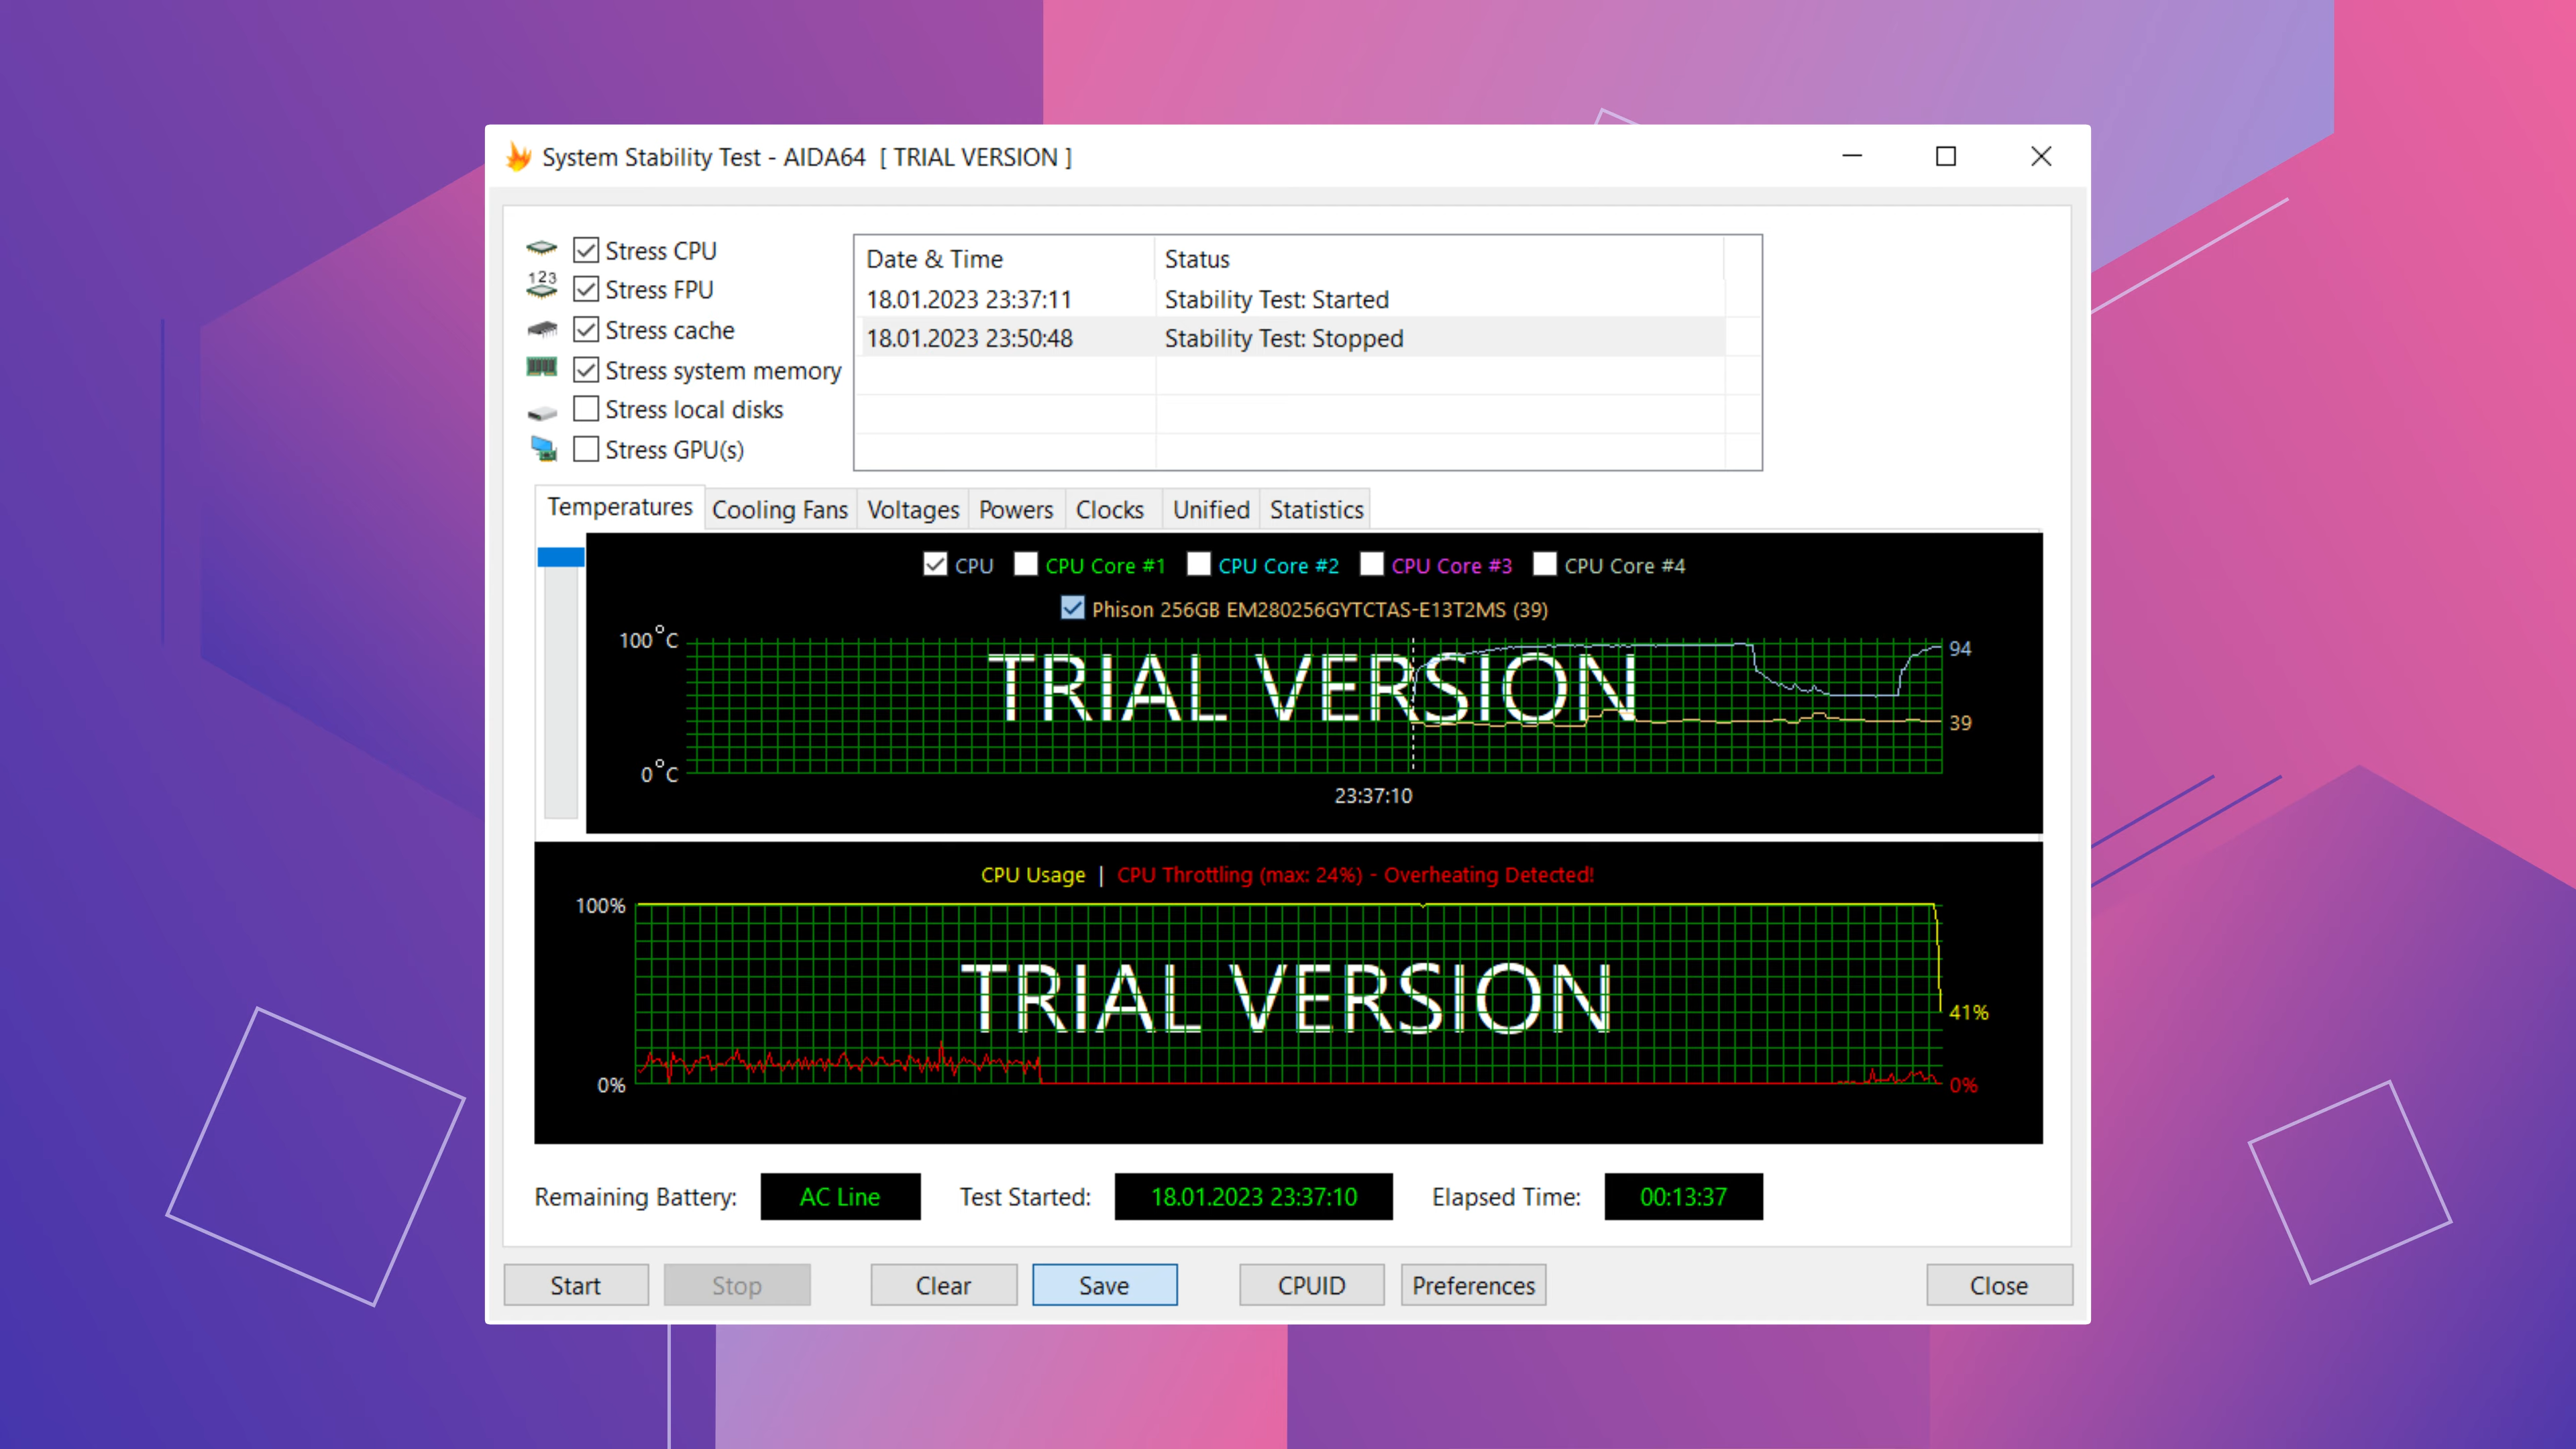 System Stability Test - AIDA64 [ TRIAL VERSION ]
Stress CPU
123
Stress FPU
Stress cache
Stress system memory
Stress local disks
Stress GPU(s)
Date & Time Status
18.01.2023 23:37:11 Stability Test: Started
18.01.2023 23:50:48 Stability Test: Stopped
Temperatures Cooling Fans Voltages Powers Clocks Unified Statistics
CPU CPU Core #1 CPU Core #2 CPU Core #3 CPU Core #4
Phison 256GB EM280256GYTCTAS-E13T2MS (39)
100°C
94
TRIAL VERSION
39
0°C
23:37:10
CPU Usage | CPU Throttling (max: 24%) - Overheating Detected!
100%
TRIAL VERSION
41%
0% 0%
Remaining Battery: AC Line Test Started: 18.01.2023 23:37:10 Elapsed Time: 00:13:37
Start Stop Clear Save CPUID Preferences Close